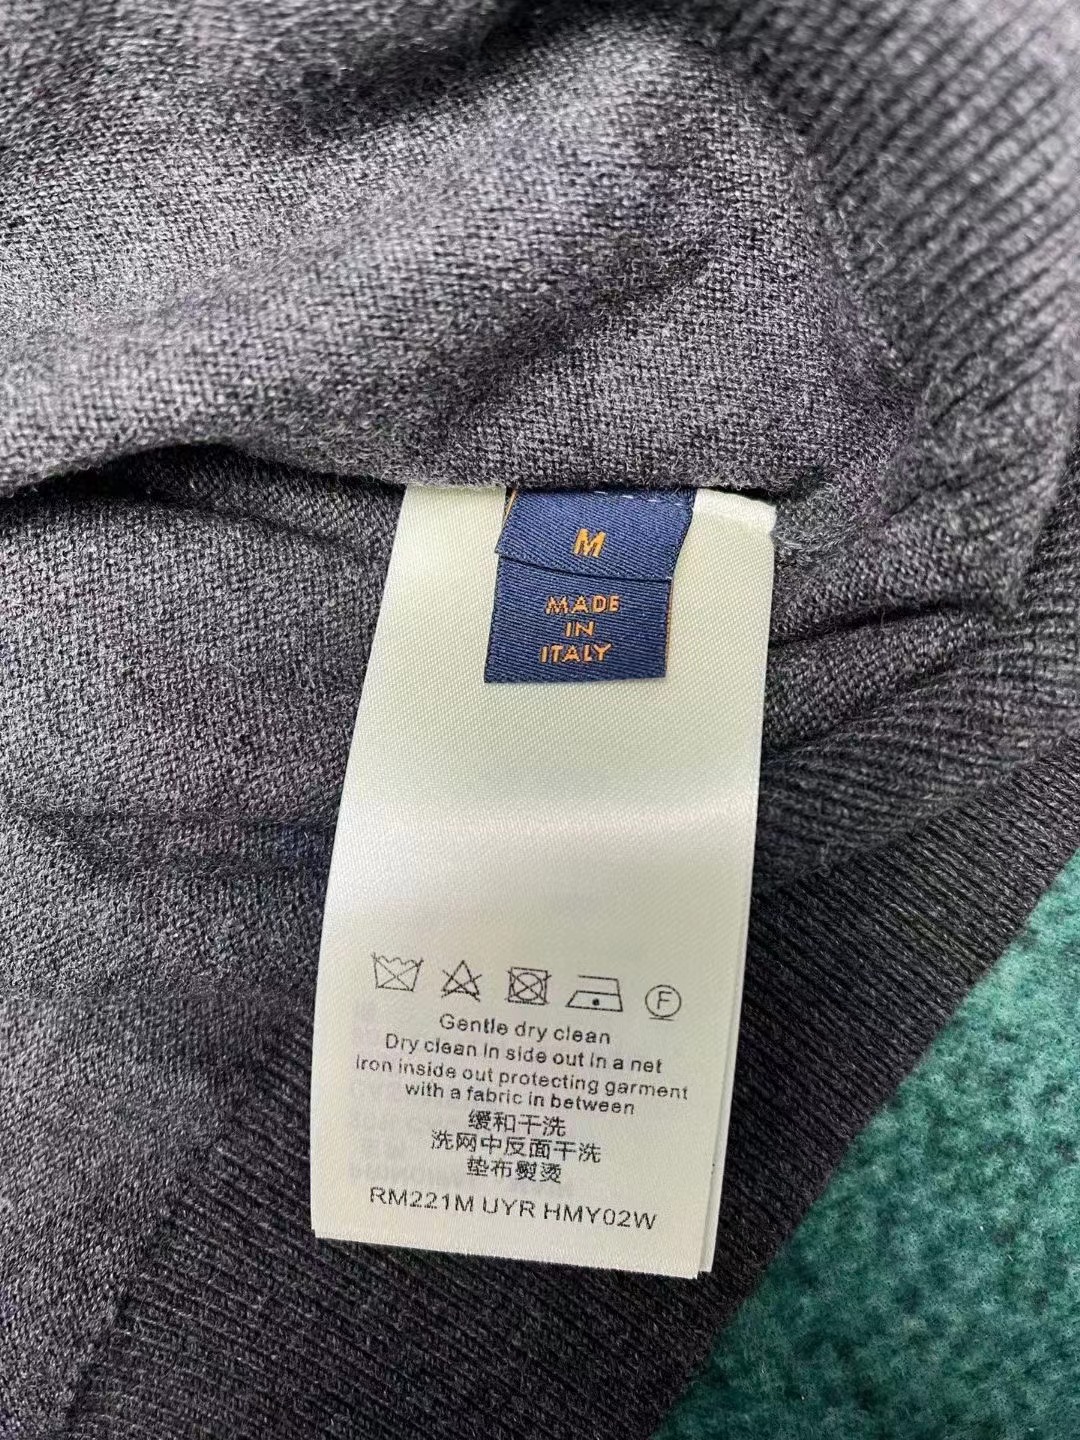 M
MADE
IN
ITALY
F
Gentle dry clean
Dry clean in side out in a net
iron inside out protecting garment
with a fabric in between
缓和干洗
洗网中反面干洗
垫布熨烫
RM221M UYR HMY02W